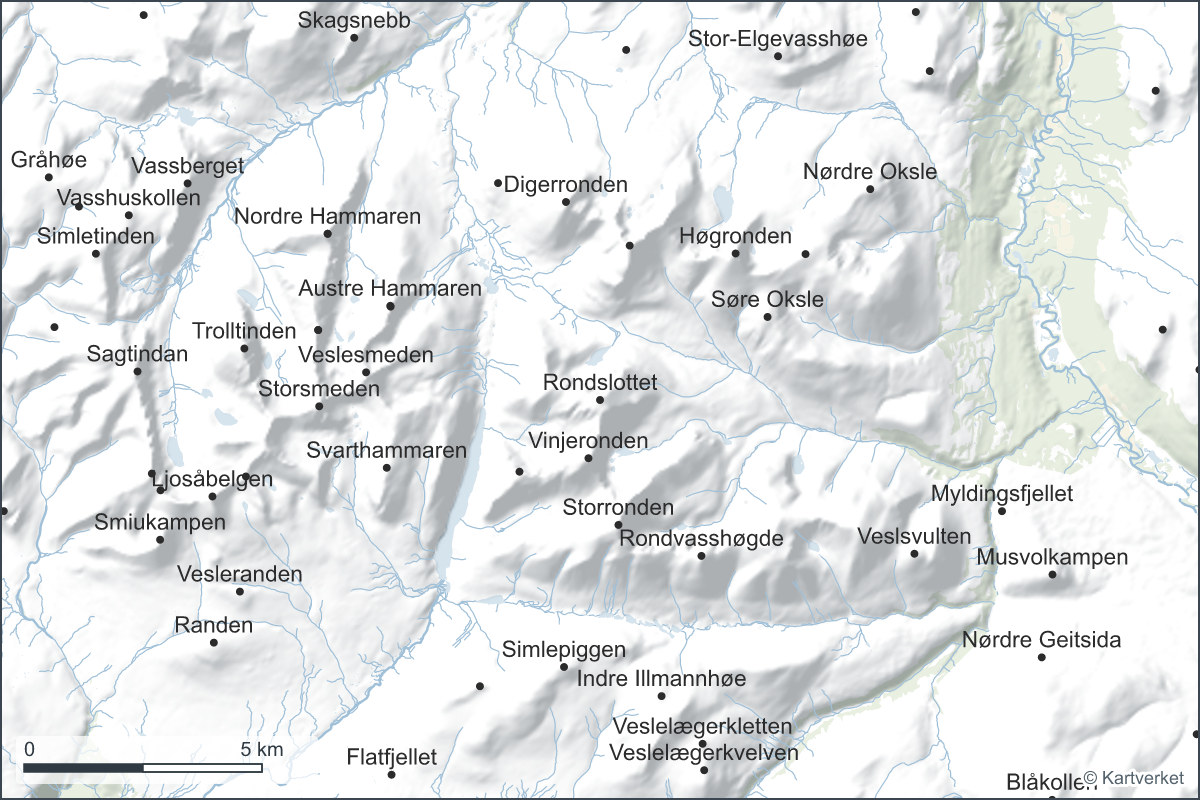 Skagsnebb
Stor-Elgevasshøe
Gråhøe
Vassberget
Nørdre Oksle
Digerronden
Vasshuskollen
Nordre Hammaren
Simletinden
Høgronden
Austre Hammaren
Søre Oksle
Trolltinden
Sagtindan
Veslesmeden
Storsmeden
Rondslottet
Svarthammaren
Vinjeronden
Ljosåbelgen
Myldingsfjellet
Storronden
Smiukampen
Rondvasshøgde
Veslsvulten
Musvolkampen
Vesleranden
Randen
Nørdre Geitsida
Simlepiggen
Indre Illmannhøe
Veslelægerkletten
0 5 km
Veslelægerkvelven
Flatfjellet
Blåkollen
© Kartverket